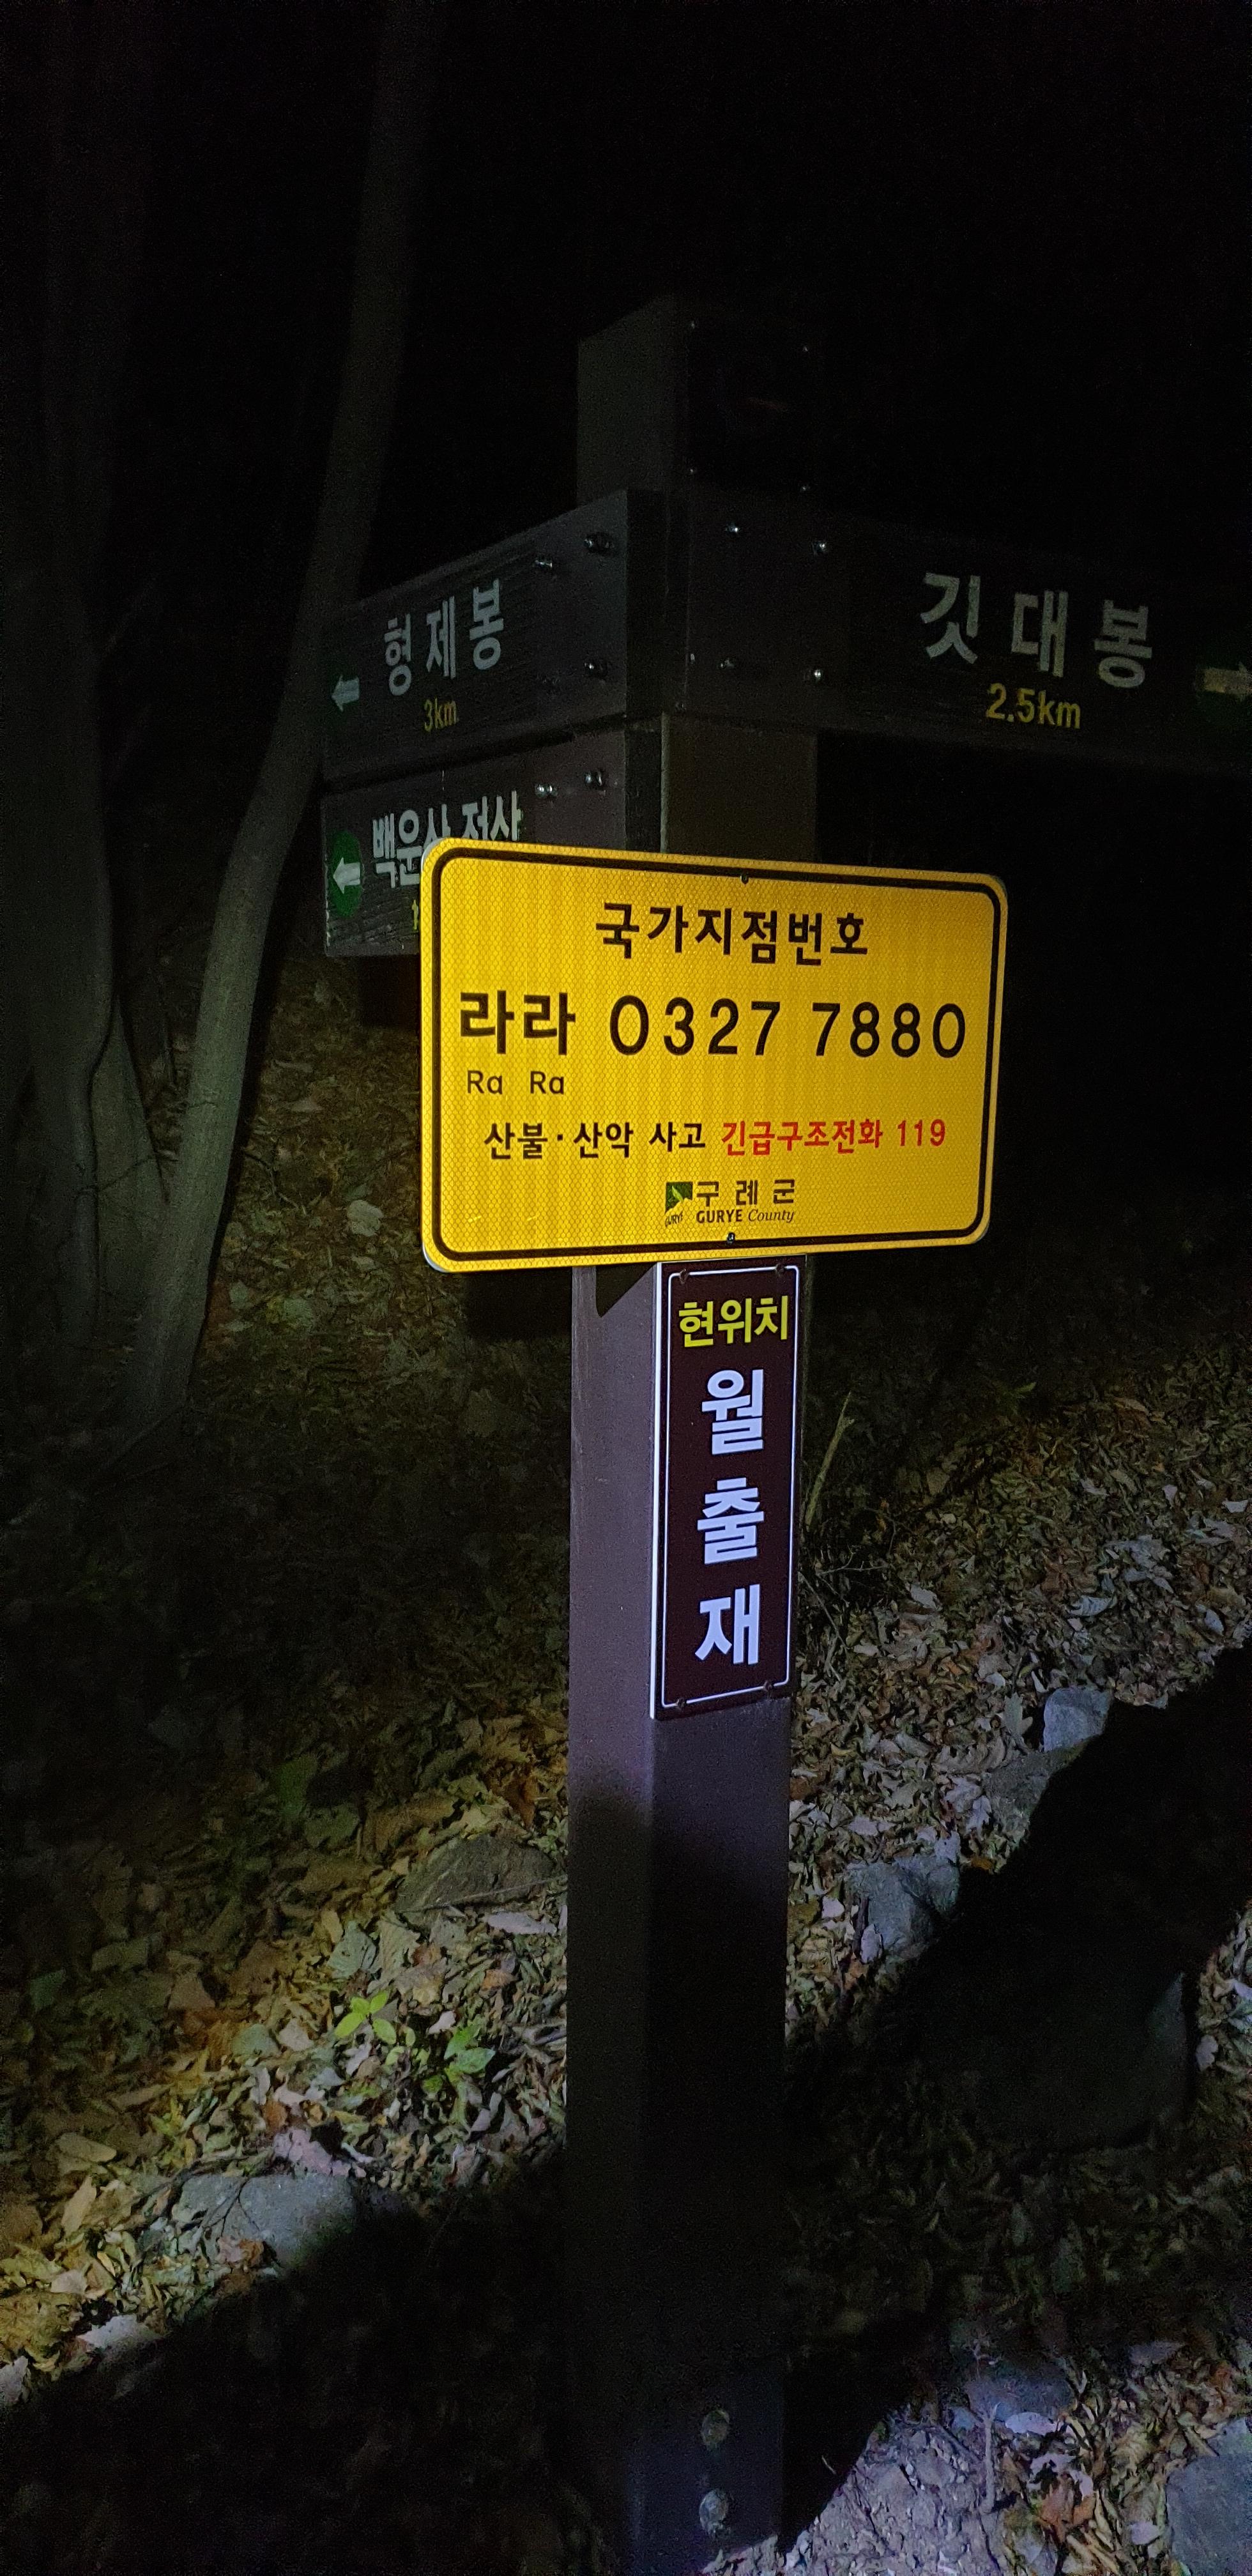 형제봉
3km
깃대봉
2.5km
백운산 정상
국가지점번호
라라 0327 7880
Ra Ra
산불·산악 사고 긴급구조전화 119
구례군
GURYE County
현위치
월출재